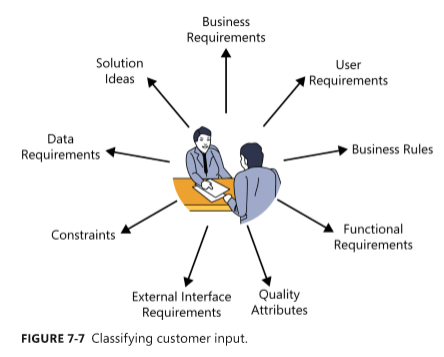 Business
Requirements
User
Requirements
Business Rules
Functional
Requirements
Quality
Attributes
External Interface
Requirements
Constraints
Data
Requirements
Solution
Ideas
FIGURE 7-7 Classifying customer input.